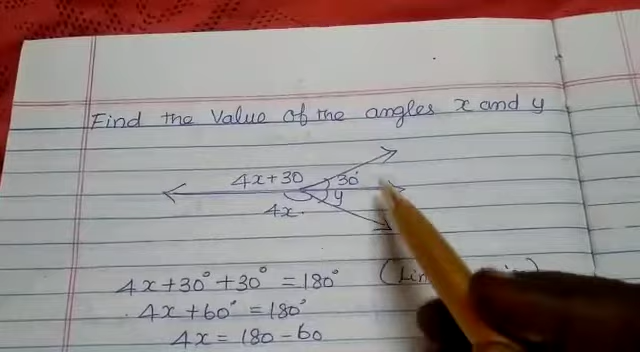 Find the Value of the angles x and y
4x+30
30°
y
4x.
4x+30°+30° = 180°
4x+60° = 180°
4x = 180 - 60